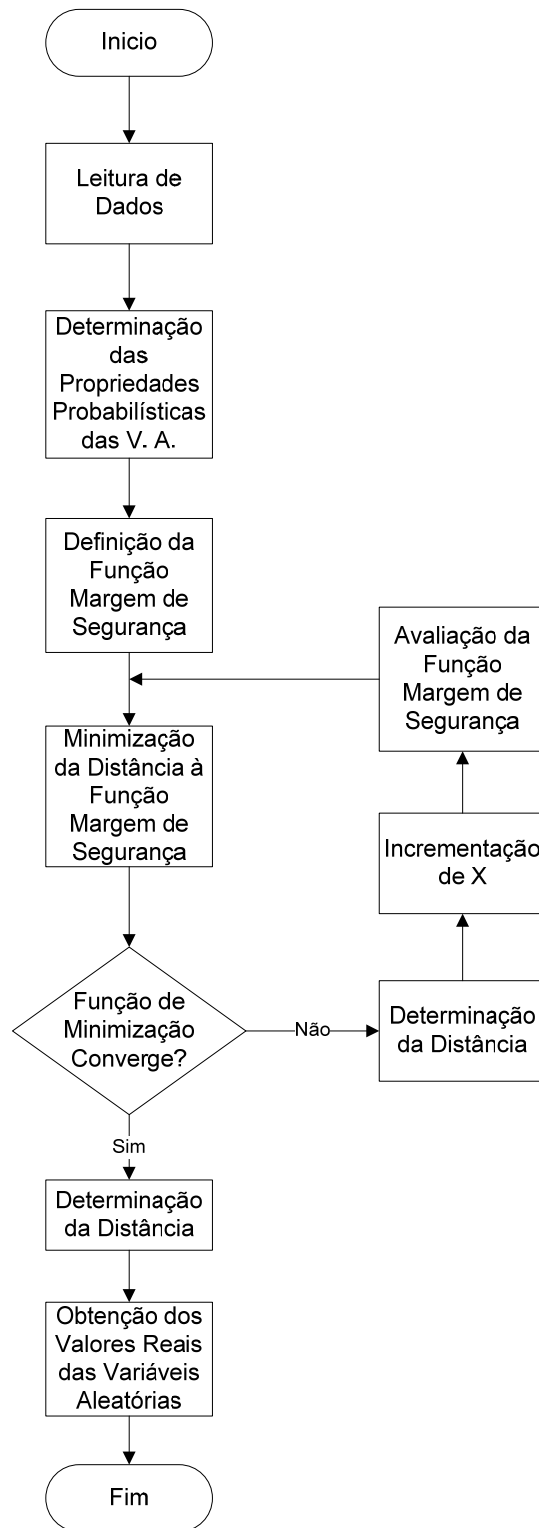 Inicio
Leitura de
Dados
Determinação
das
Propriedades
Probabilísticas
das V. A.
Definição da
Função
Margem de
Segurança
Minimização
da Distância à
Função
Margem de
Segurança
Função de
Minimização
Converge?
Não
Determinação
da Distância
Incrementação
de X
Avaliação da
Função
Margem de
Segurança
Sim
Determinação
da Distância
Obtenção dos
Valores Reais
das Variáveis
Aleatórias
Fim